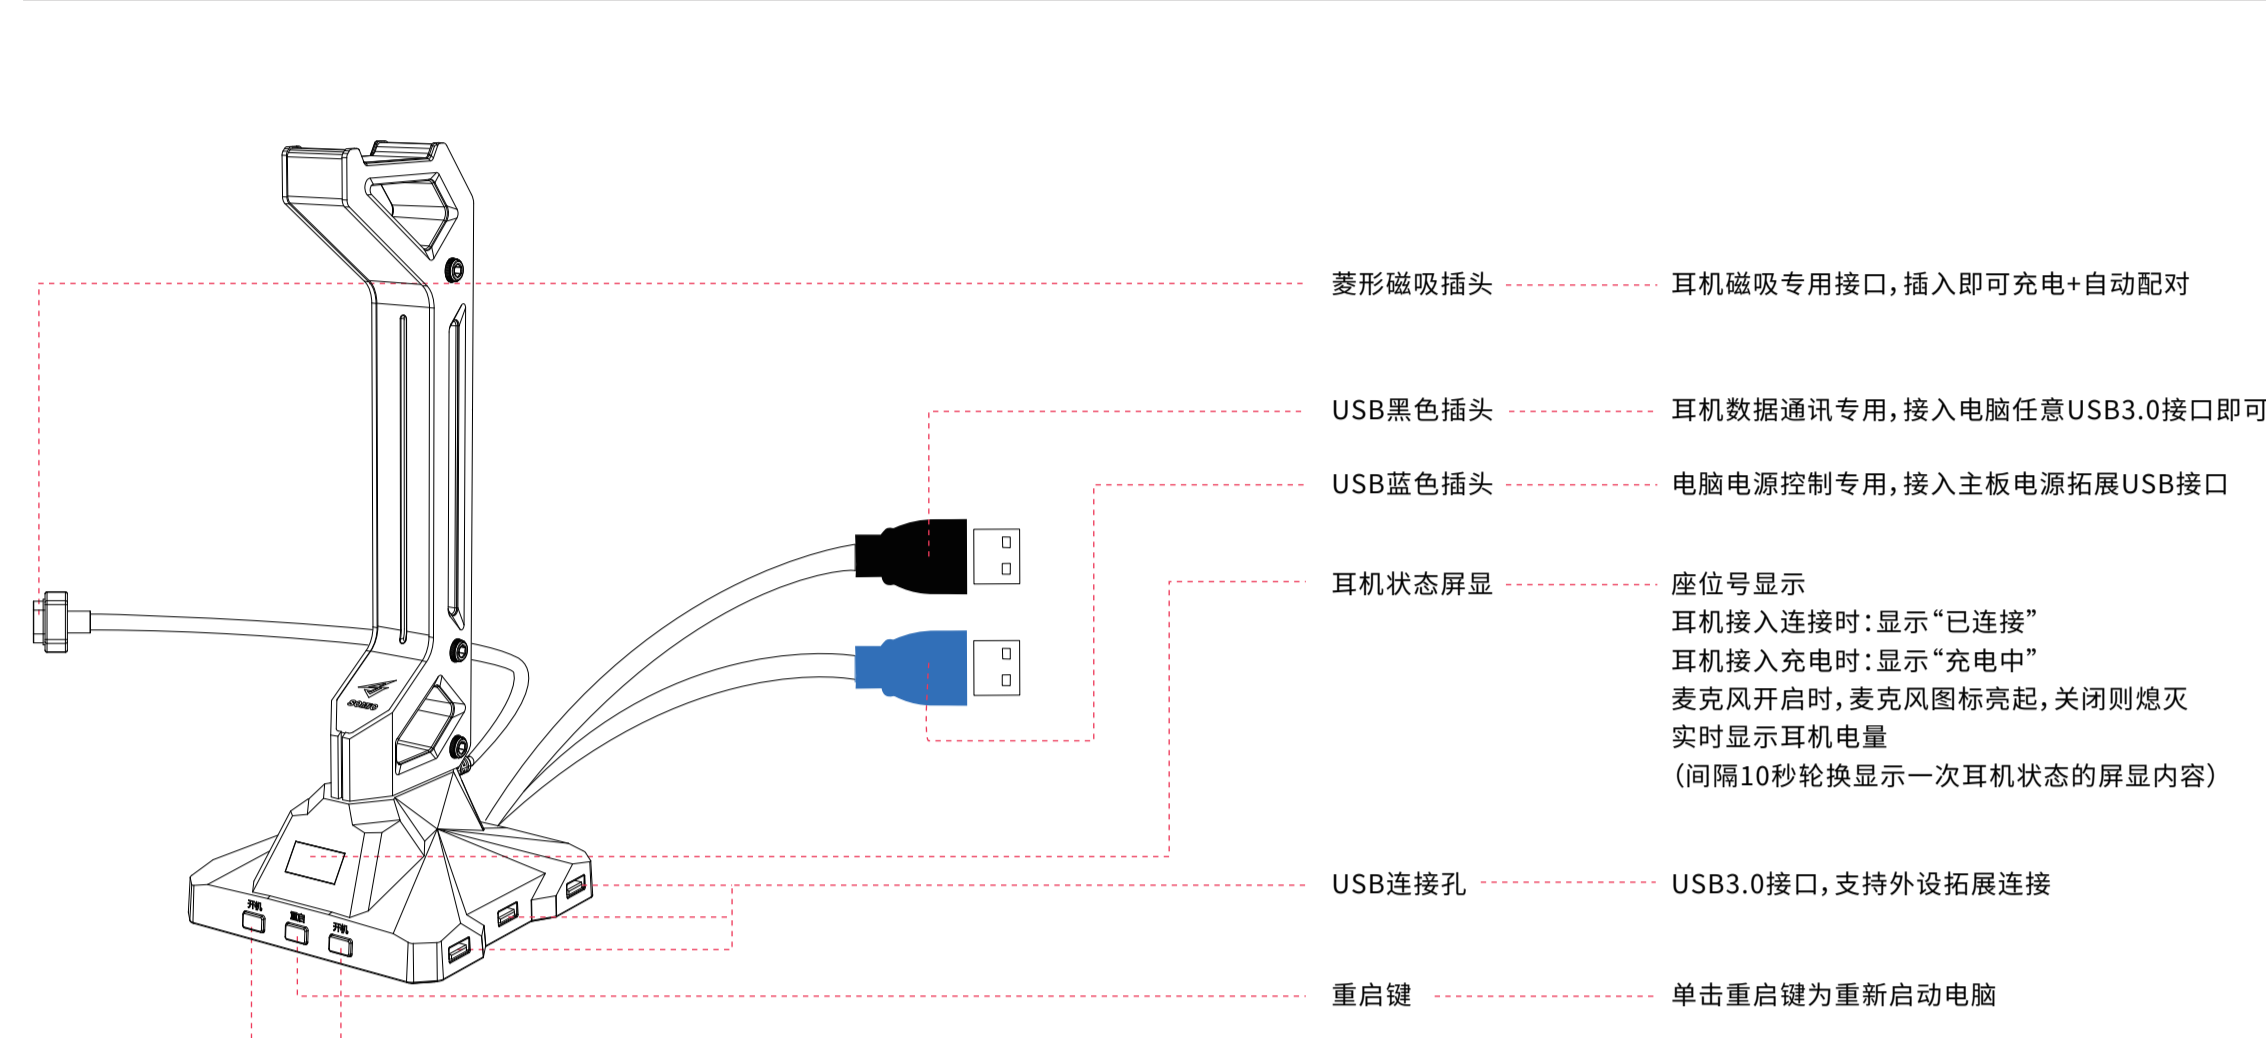 菱形磁吸插头 耳机磁吸专用接口，插入即可充电+自动配对
USB黑色插头 耳机数据通讯专用，接入电脑任意USB3.0接口即可
USB蓝色插头 电脑电源控制专用，接入主板电源拓展USB接口
耳机状态屏显 座位号显示
耳机接入连接时：显示“已连接”
耳机接入充电时：显示“充电中”
麦克风开启时，麦克风图标亮起，关闭则熄灭
实时显示耳机电量
（间隔10秒轮换显示一次耳机状态的屏显内容）
USB连接孔 USB3.0接口，支持外设拓展连接
开机
重启
开机
重启键 单击重启键为重新启动电脑